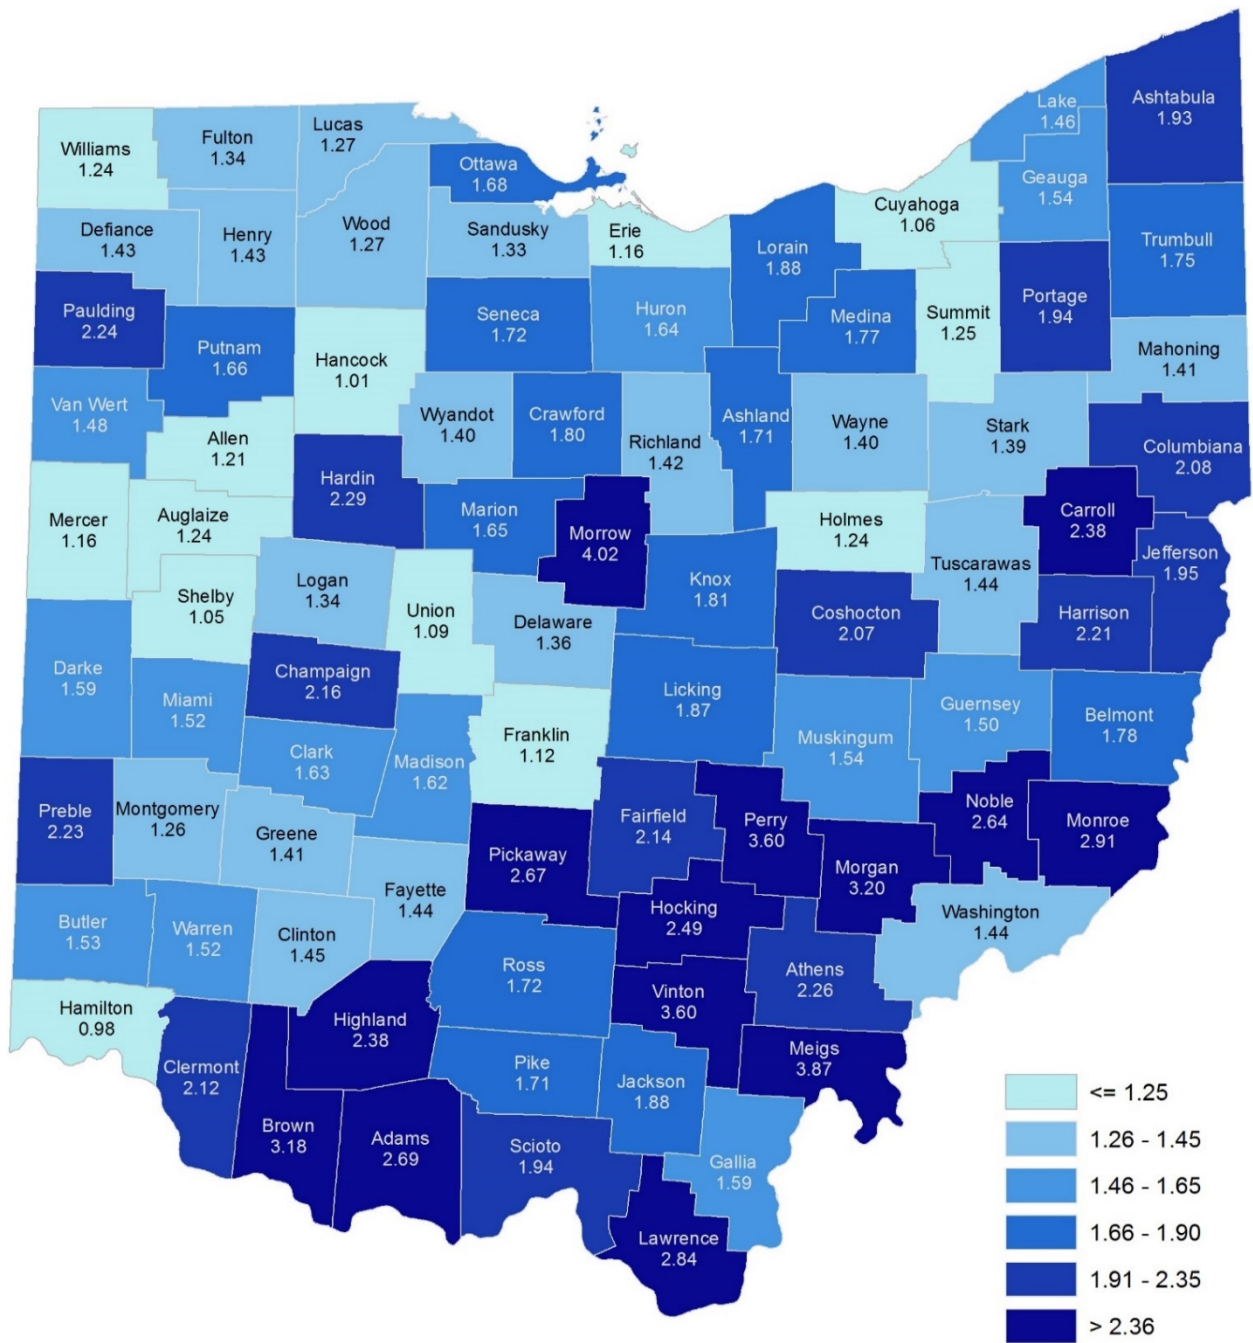 Lake
1.46
Ashtabula
1.93
Williams
1.24
Fulton
1.34
Lucas
1.27
Ottawa
1.68
Geauga
1.54
Cuyahoga
1.06
Defiance
1.43
Henry
1.43
Wood
1.27
Sandusky
1.33
Erie
1.16
Lorain
1.88
Trumbull
1.75
Paulding
2.24
Putnam
1.66
Hancock
1.01
Seneca
1.72
Huron
1.64
Medina
1.77
Summit
1.25
Portage
1.94
Mahoning
1.41
Van Wert
1.48
Allen
1.21
Wyandot
1.40
Crawford
1.80
Richland
1.42
Ashland
1.71
Wayne
1.40
Stark
1.39
Columbiana
2.08
Hardin
2.29
Mercer
1.16
Auglaize
1.24
Marion
1.65
Morrow
4.02
Holmes
1.24
Carroll
2.38
Jefferson
1.95
Tuscarawas
1.44
Shelby
1.05
Logan
1.34
Union
1.09
Delaware
1.36
Knox
1.81
Coshocton
2.07
Harrison
2.21
Darke
1.59
Miami
1.52
Champaign
2.16
Licking
1.87
Guernsey
1.50
Belmont
1.78
Clark
1.63
Madison
1.62
Franklin
1.12
Muskingum
1.54
Preble
2.23
Montgomery
1.26
Greene
1.41
Fairfield
2.14
Perry
3.60
Noble
2.64
Monroe
2.91
Pickaway
2.67
Morgan
3.20
Fayette
1.44
Hocking
2.49
Washington
1.44
Butler
1.53
Warren
1.52
Clinton
1.45
Ross
1.72
Athens
2.26
Vinton
3.60
Hamilton
0.98
Highland
2.38
Meigs
3.87
Clermont
2.12
Pike
1.71
Jackson
1.88
Brown
3.18
Adams
2.69
Scioto
1.94
Gallia
1.59
Lawrence
2.84
<= 1.25
1.26 - 1.45
1.46 - 1.65
1.66 - 1.90
1.91 - 2.35
> 2.36